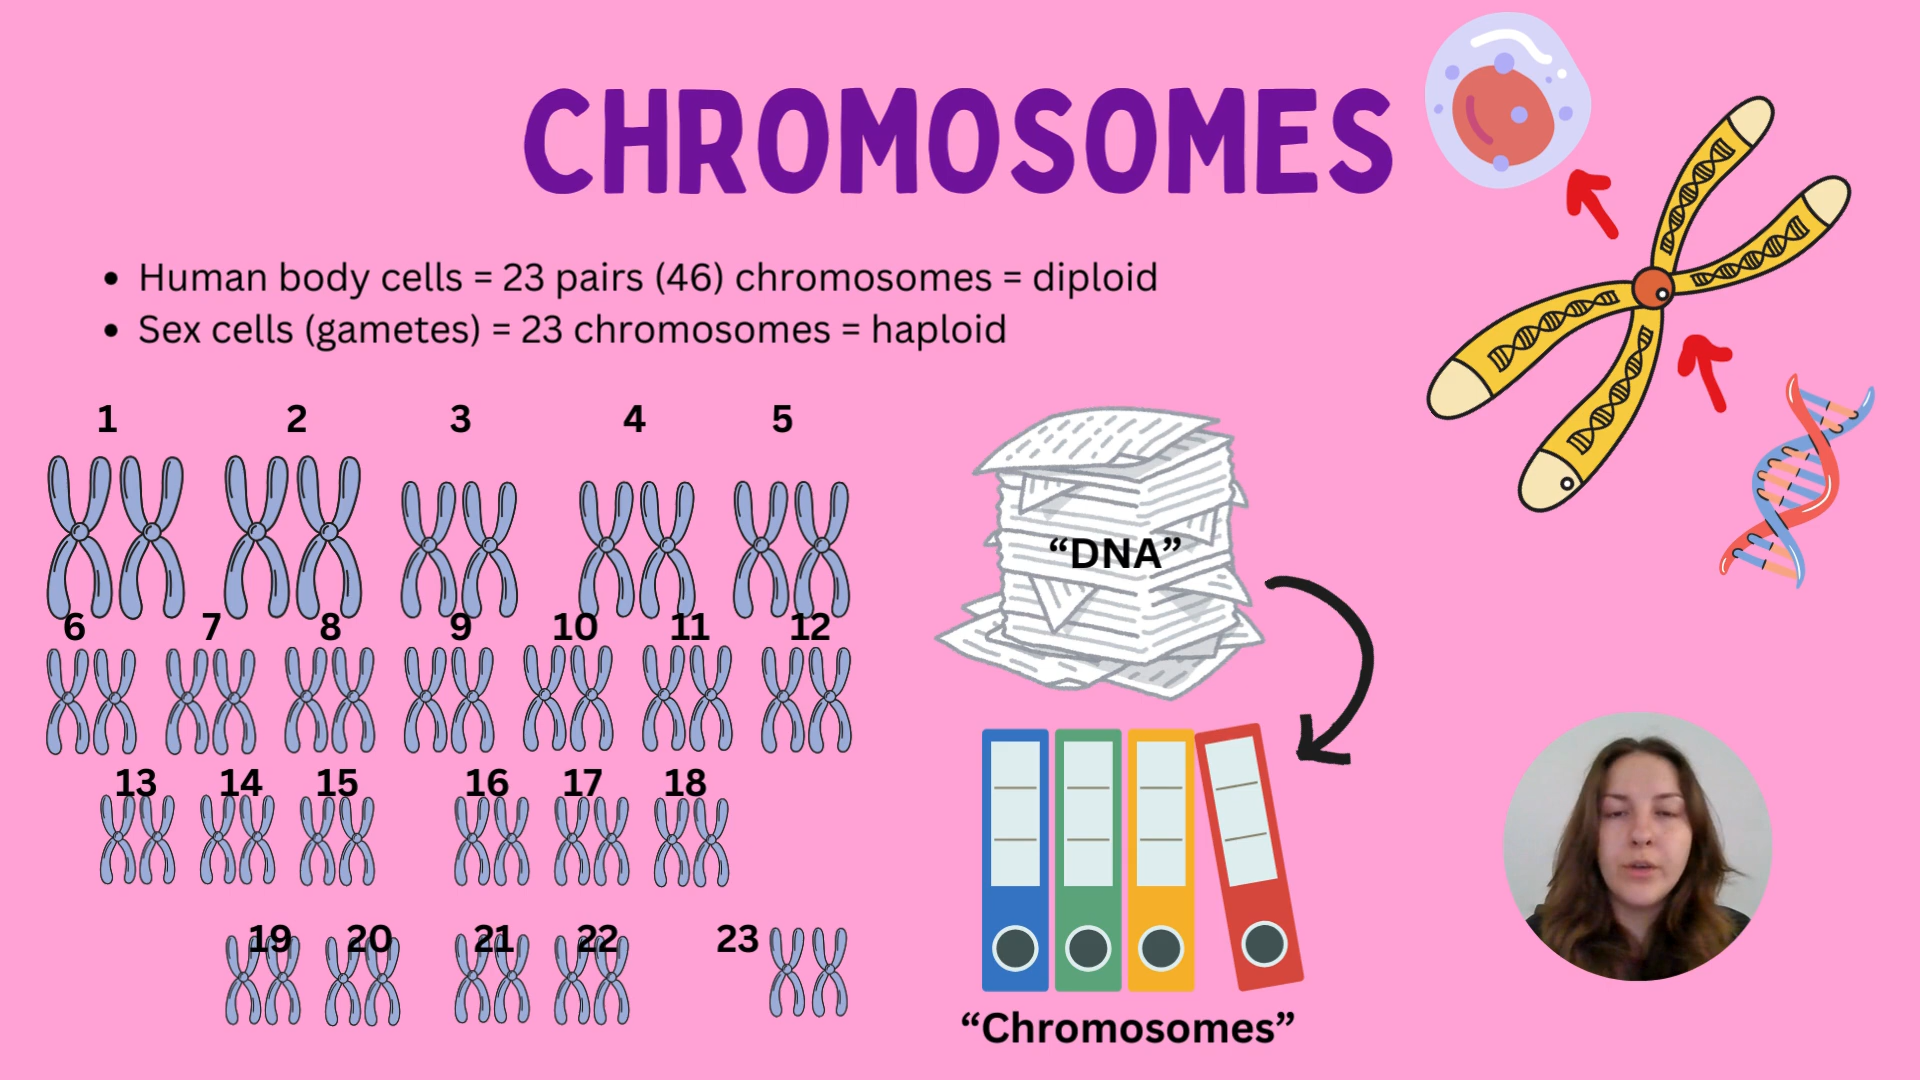 CHROMOSOMES
• Human body cells = 23 pairs (46) chromosomes = diploid
• Sex cells (gametes) = 23 chromosomes = haploid
1 2 3 4 5
6 7 8 9 10 11 12
13 14 15 16 17 18
19 20 21 22 23
“DNA”
“Chromosomes”